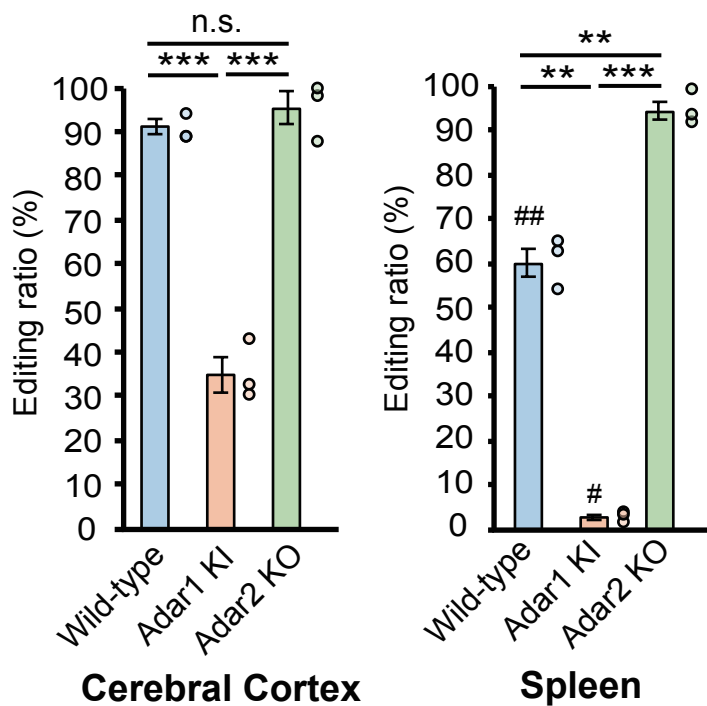 n.s.
*** ***
Editing ratio (%)
100
90
80
70
60
50
40
30
20
10
0
Wild-type
Adar1 KI
Adar2 KO
Cerebral Cortex
**
** ***
Editing ratio (%)
100
90
80
70
60
50
40
30
20
10
0
##
#
Wild-type
Adar1 KI
Adar2 KO
Spleen